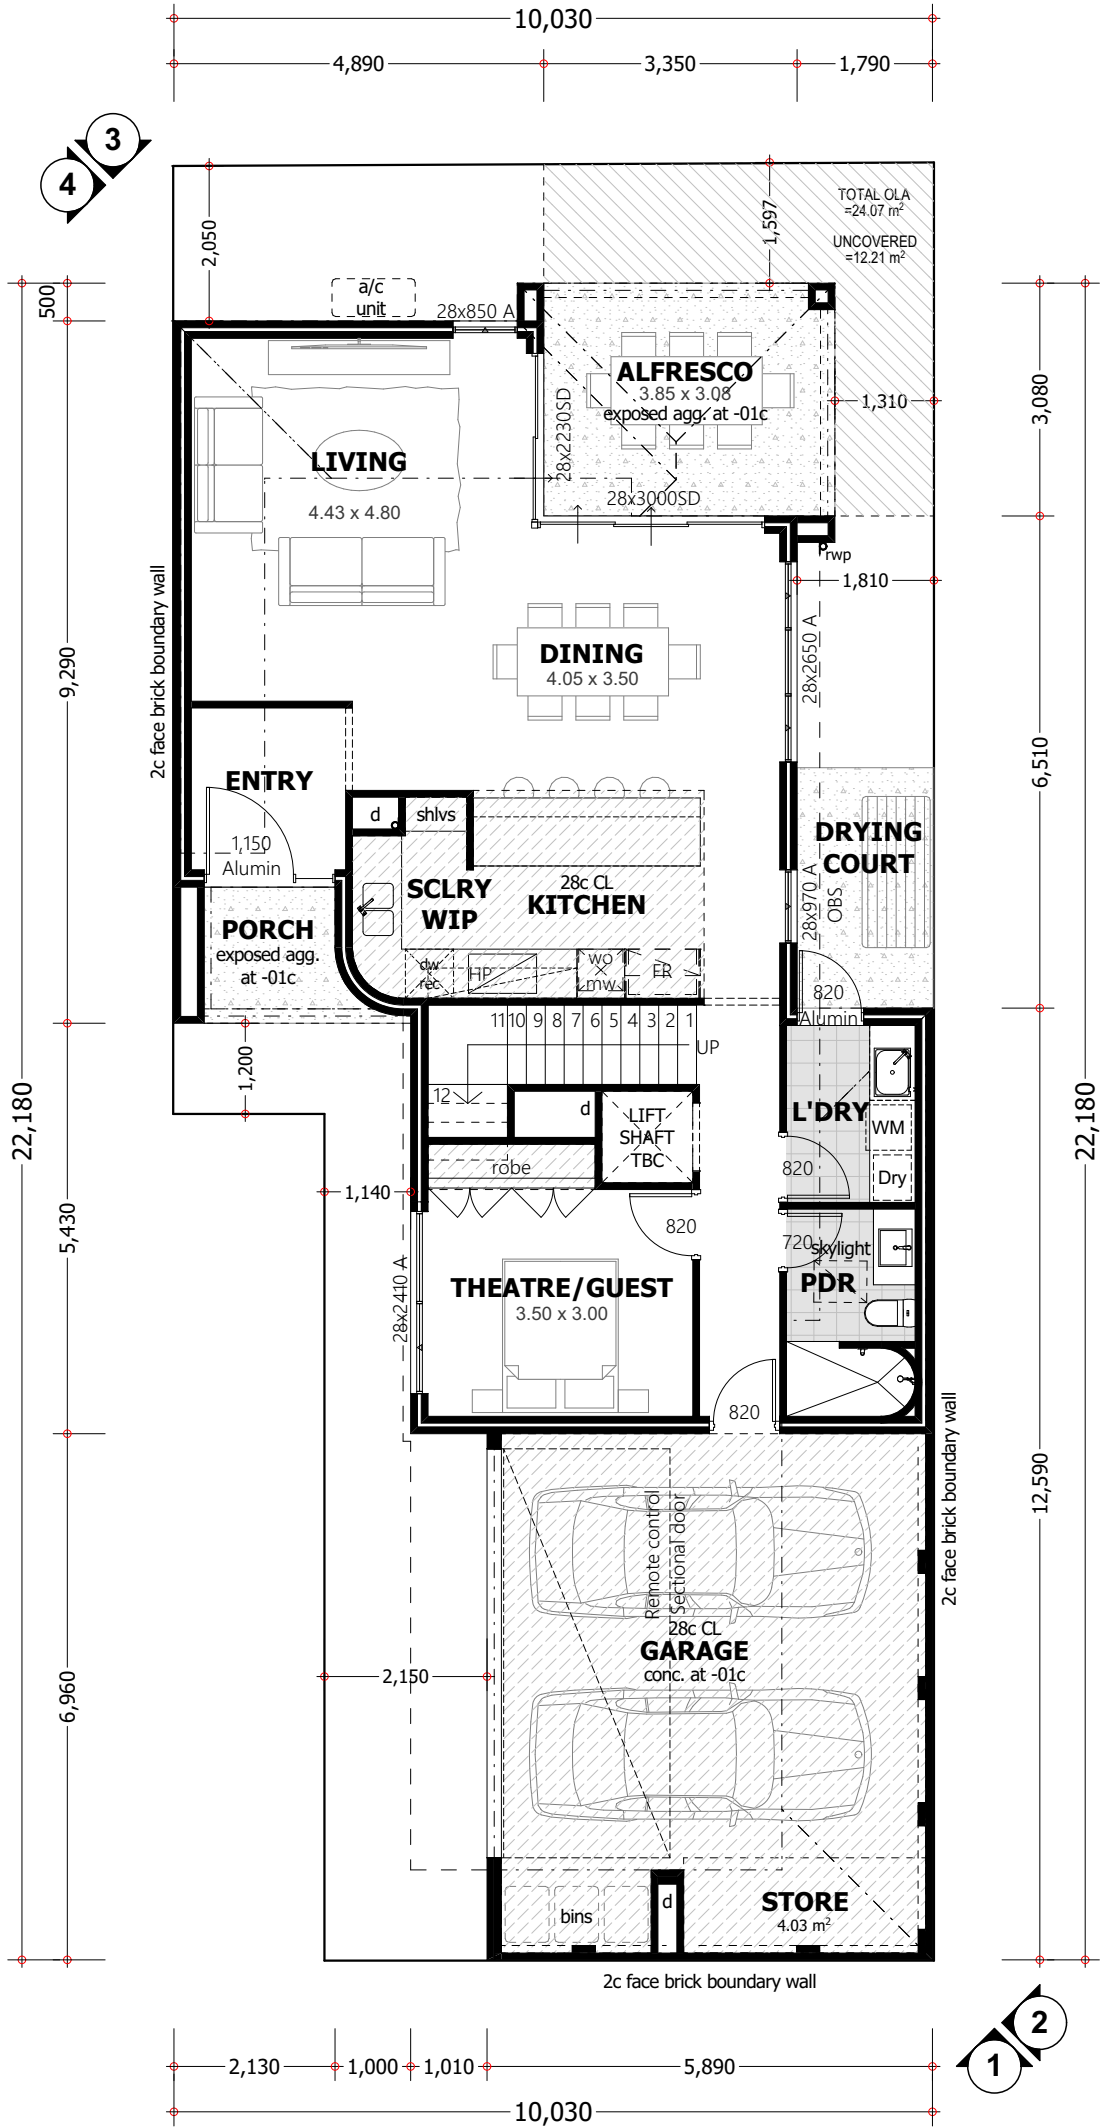 10,030
4,890
3,350
1,790
3
4
TOTAL OLA
=24.07 m²
UNCOVERED
=12.21 m²
2,050
1,597
500
a/c
unit
28x850 A
ALFRESCO
3.85 x 3.08
exposed agg. at -01c
1,310
3,080
28x2230SD
LIVING
4.43 x 4.80
28x3000SD
rwp
1,810
2c face brick boundary wall
9,290
28x2650 A
DINING
4.05 x 3.50
6,510
ENTRY
1,150
Alumin
d
shlvs
DRYING
COURT
SCLRY
WIP
28c CL
KITCHEN
28x970 A
OBS
PORCH
exposed agg.
at -01c
dw
rec
HP
wo
mw
FR
820
Alumin
11 10 9 8 7 6 5 4 3 2 1
UP
12
1,200
22,180
22,180
d
LIFT
SHAFT
TBC
L'DRY
WM
Dry
820
robe
1,140
820
720
skylight
PDR
5,430
28x2410 A
THEATRE/GUEST
3.50 x 3.00
820
2c face brick boundary wall
12,590
Remote control
Sectional door
28c CL
GARAGE
conc. at -01c
2,150
6,960
bins
d
STORE
4.03 m²
2c face brick boundary wall
2
1
2,130
1,000
1,010
5,890
10,030